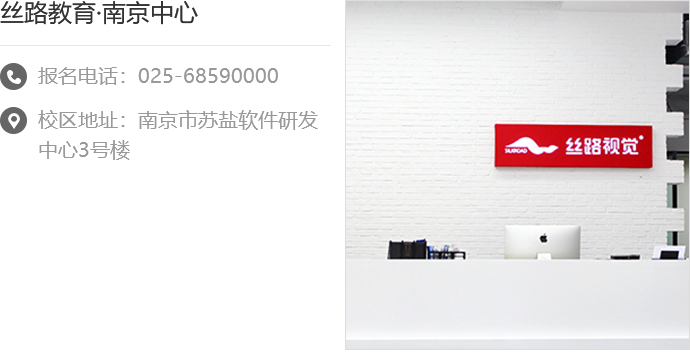 丝路教育·南京中心
报名电话：025-68590000
校区地址：南京市苏盐软件研发
中心3号楼
SILKROAD 丝路视觉